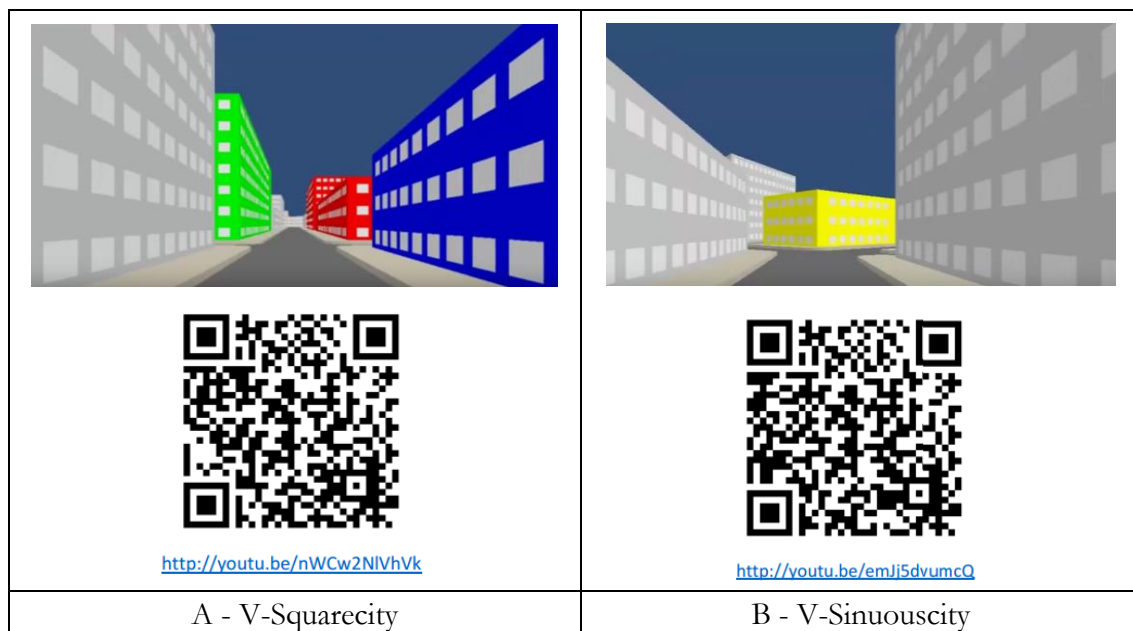 http://youtu.be/nWCw2NlVhVk
http://youtu.be/emJj5dvumcQ
A - V-Squarecity
B - V-Sinuouscity